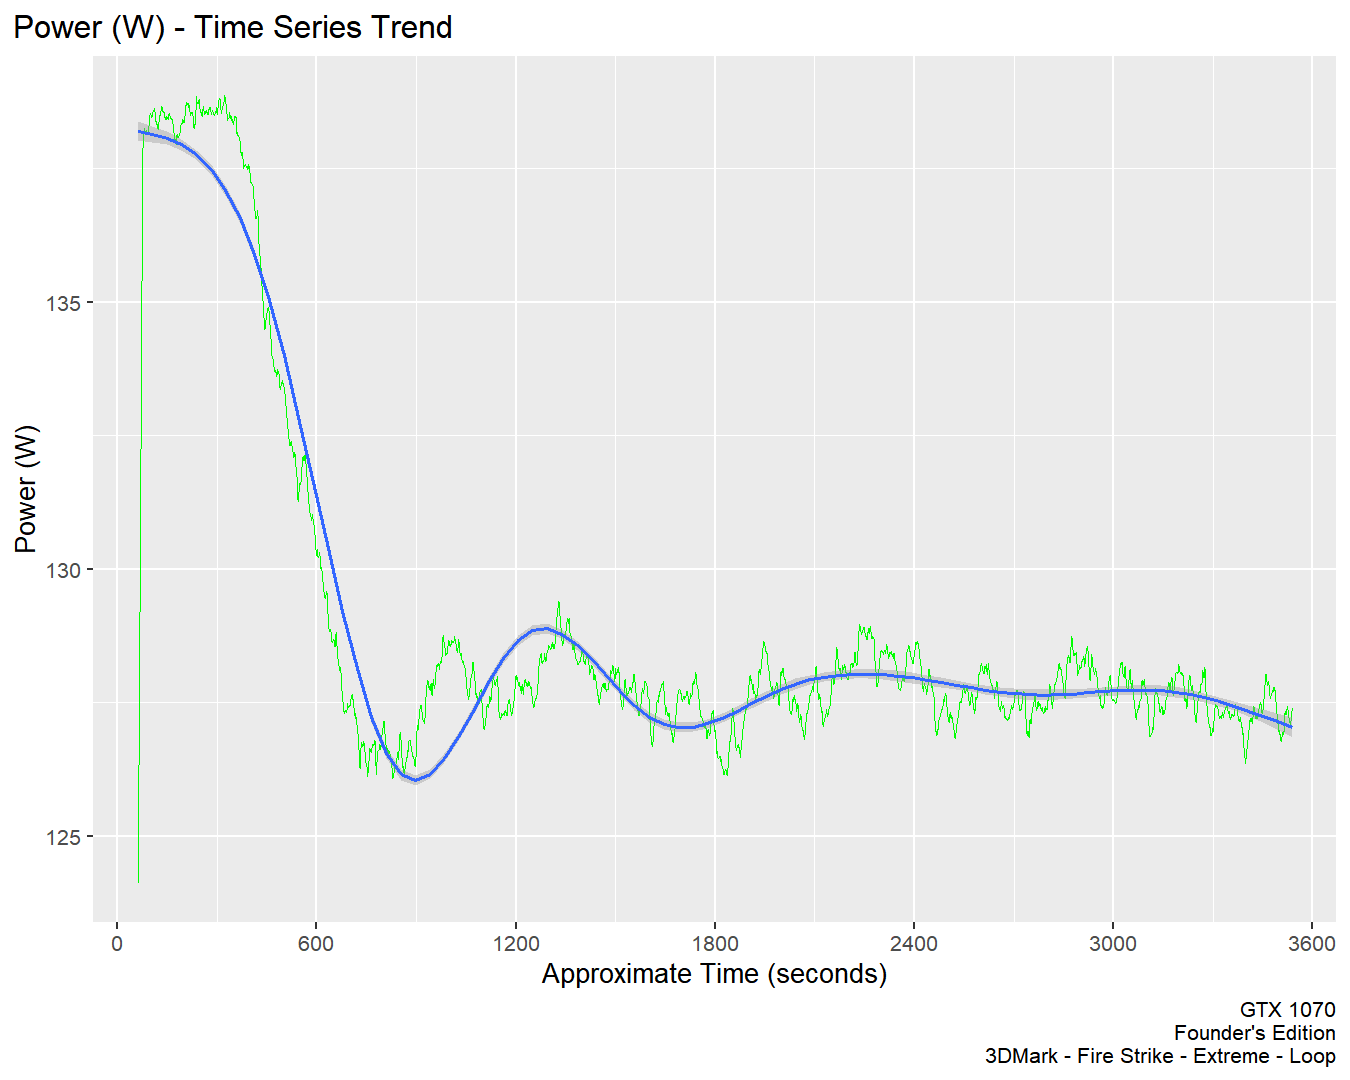 Power (W) - Time Series Trend
Power (W)
135
130
125
0 600 1200 1800 2400 3000 3600
Approximate Time (seconds)
GTX 1070
Founder's Edition
3DMark - Fire Strike - Extreme - Loop